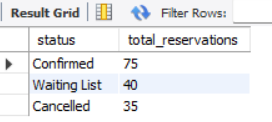 Result Grid Filter Rows:
status total_reservations
Confirmed 75
Waiting List 40
Cancelled 35